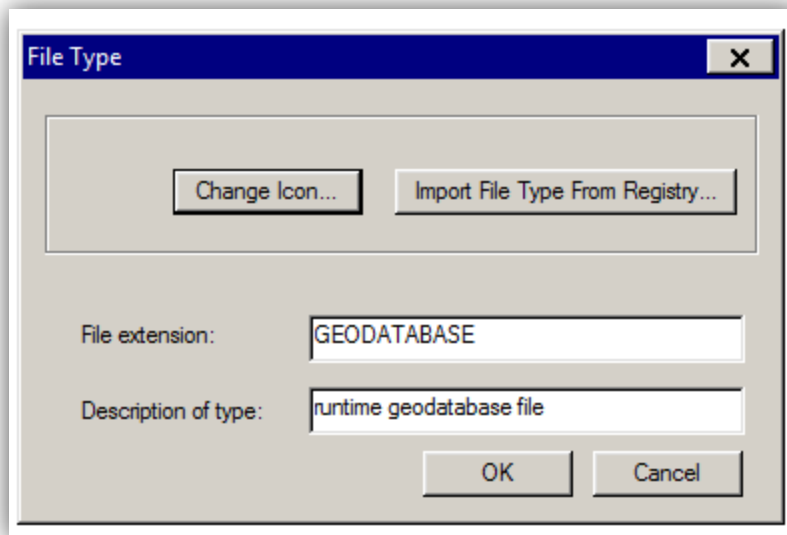 File Type
Change Icon... Import File Type From Registry...
File extension: GEODATABASE
Description of type: runtime geodatabase file
OK Cancel